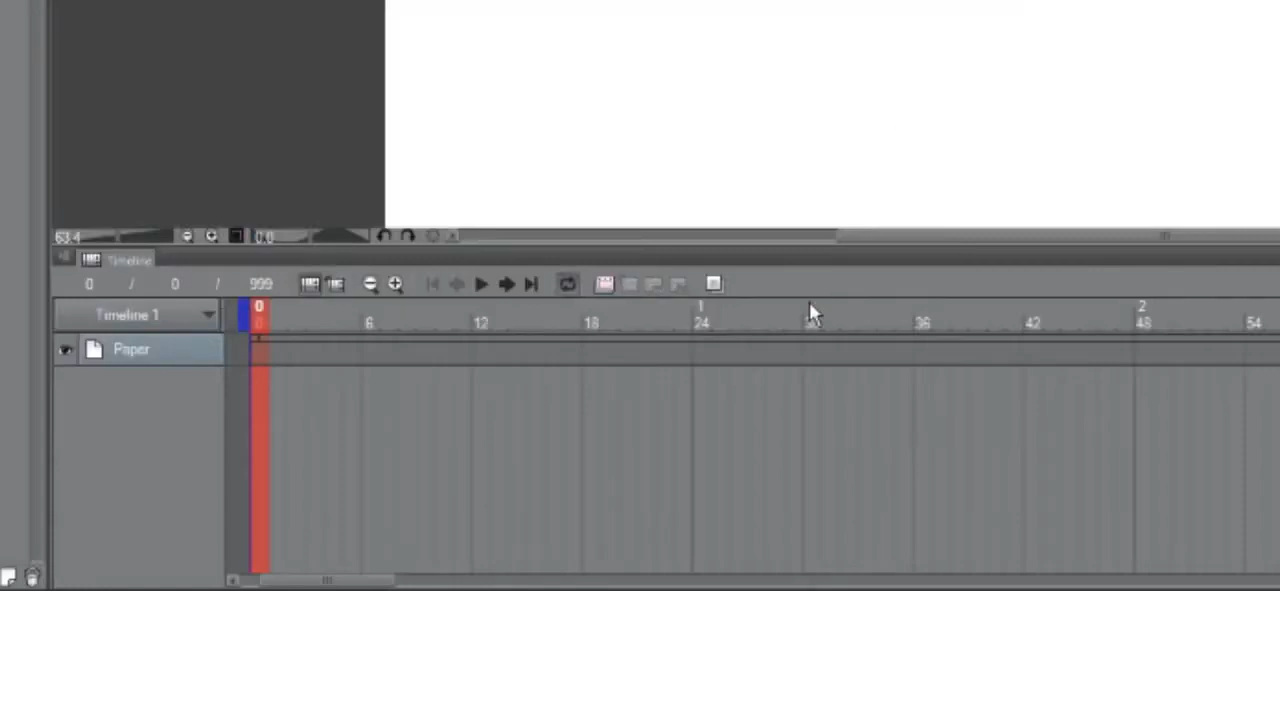 63.4 0.0
Timeline
0 / 0 / 999
Timeline 1
0 1 2
0 6 12 18 24 36 42 48 54
Paper